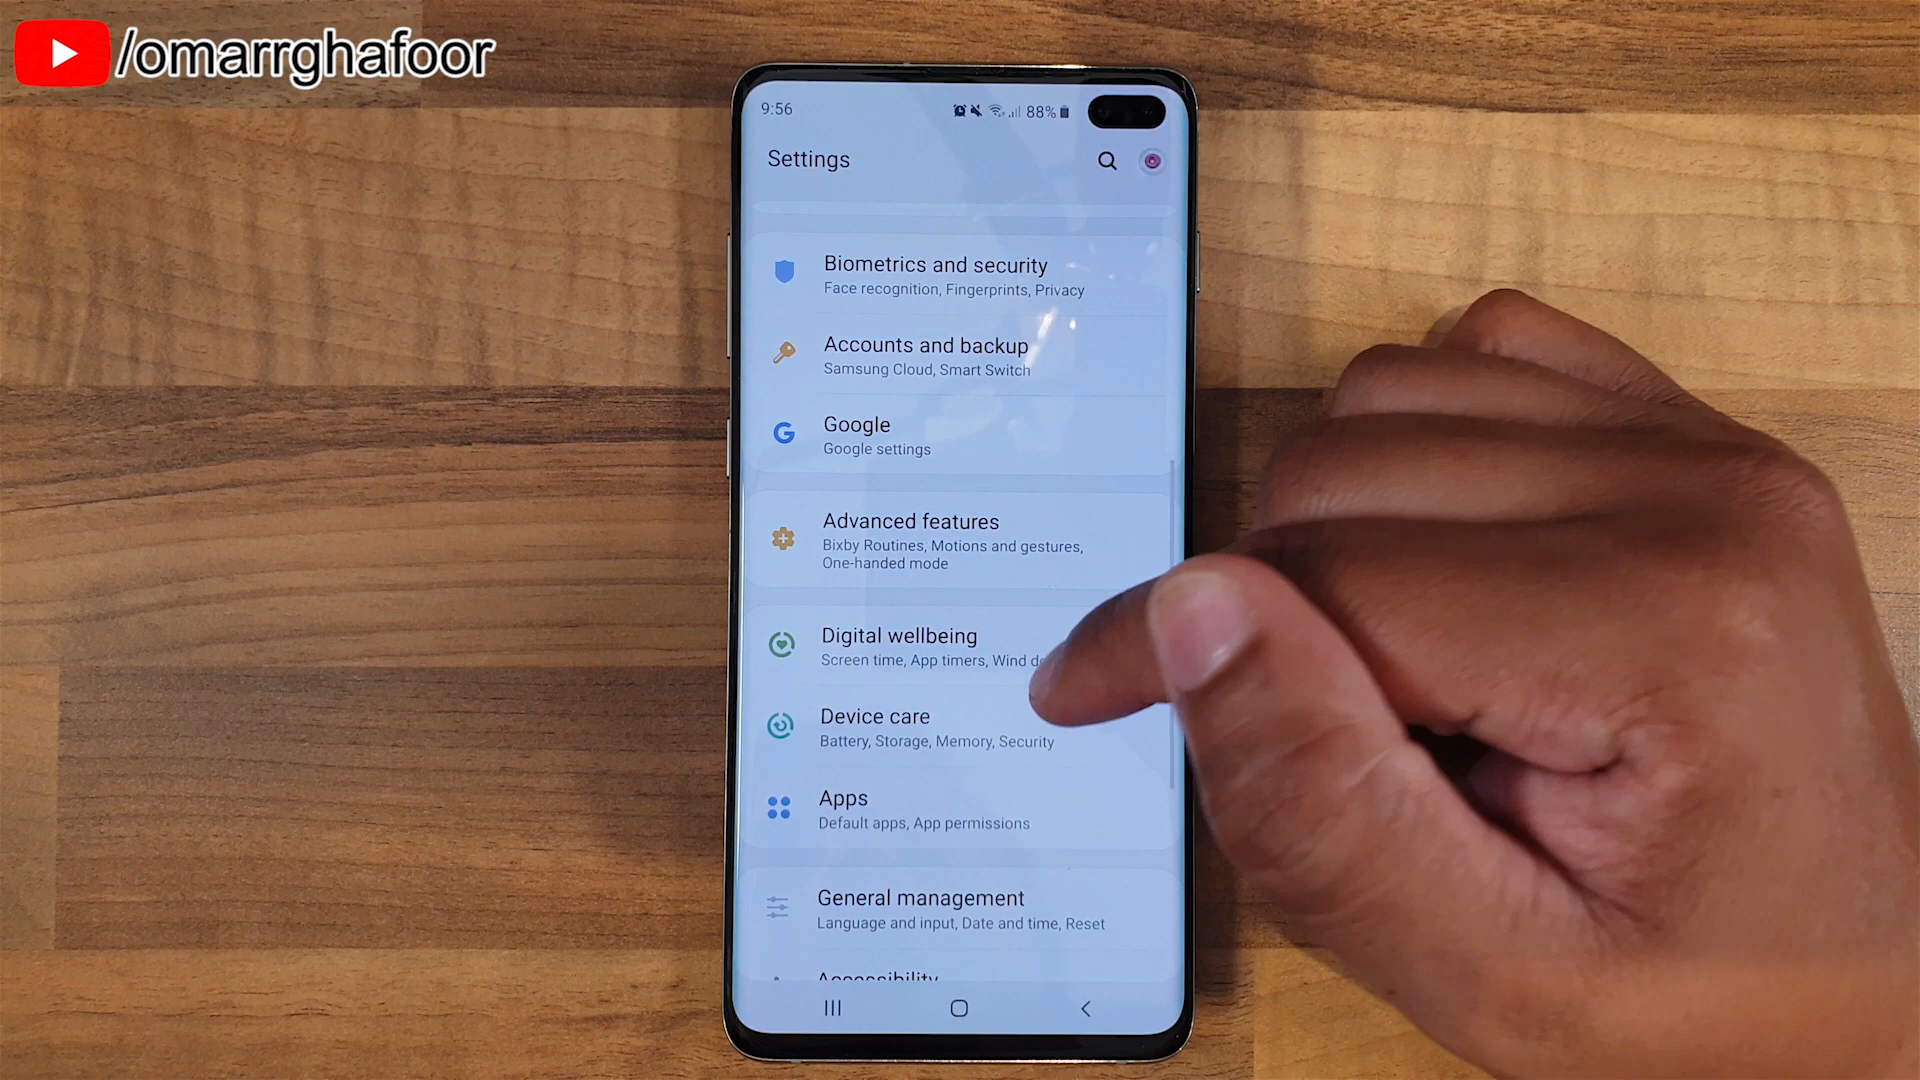 /omarrghafoor
9:56
88%
Settings
Biometrics and security
Face recognition, Fingerprints, Privacy
Accounts and backup
Samsung Cloud, Smart Switch
Google
Google settings
Advanced features
Bixby Routines, Motions and gestures,
One-handed mode
Digital wellbeing
Screen time, App timers, Wind
Device care
Battery, Storage, Memory, Security
Apps
Default apps, App permissions
General management
Language and input, Date and time, Reset
Accessibility